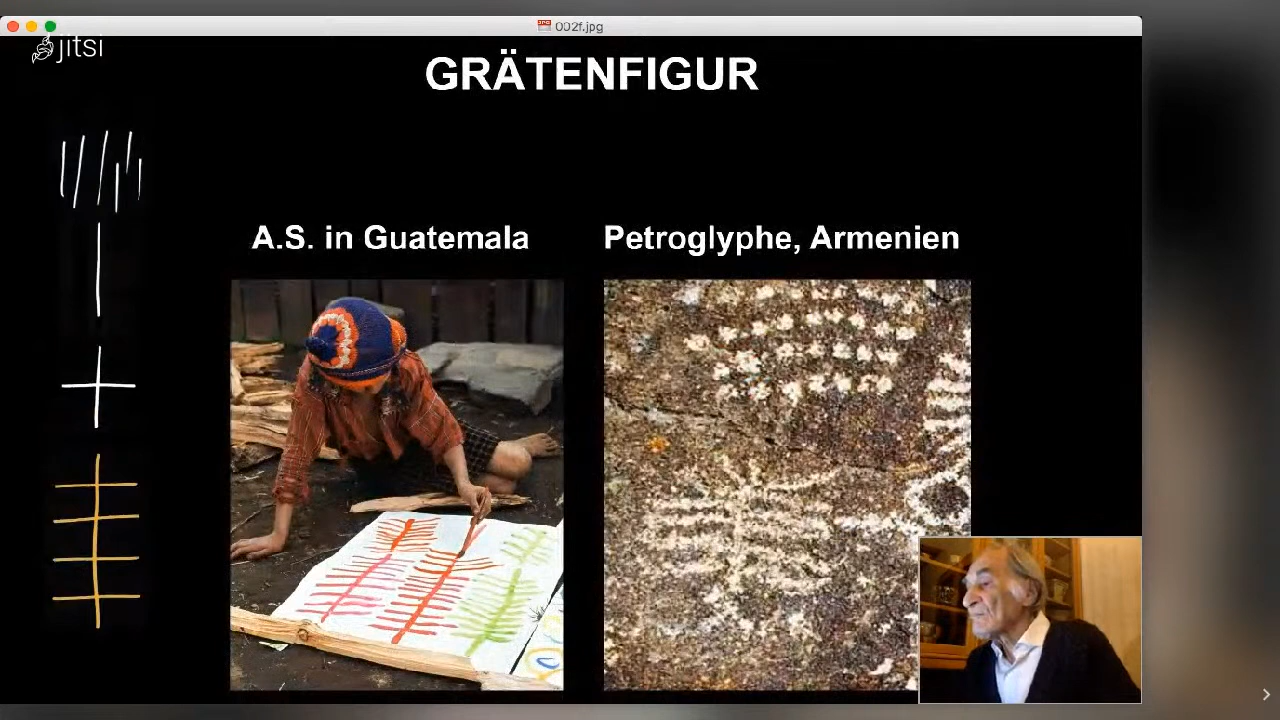 002f.jpg
jitsi
GRÄTENFIGUR
A.S. in Guatemala
Petroglyphe, Armenien